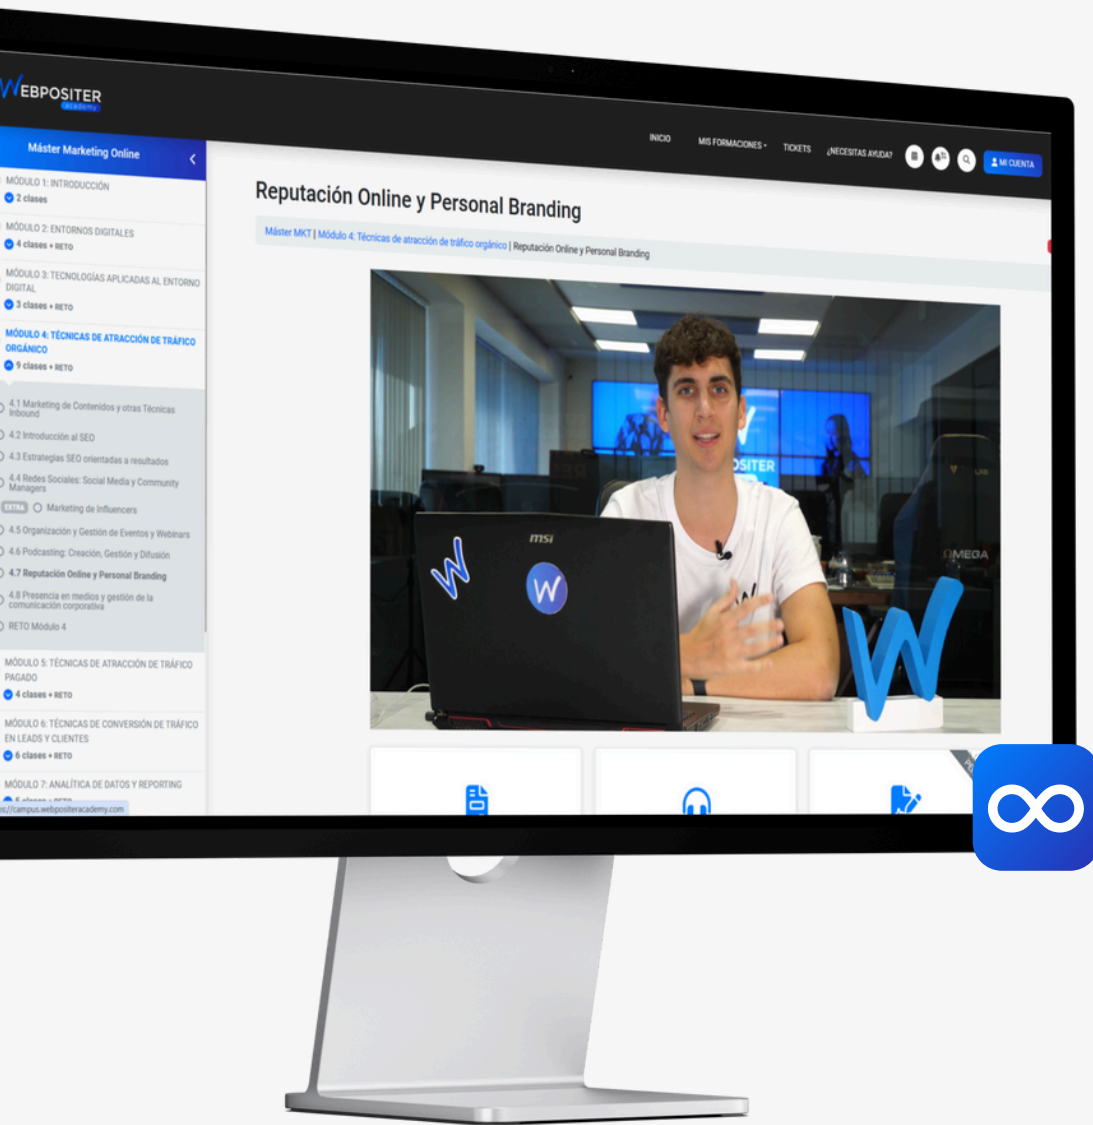 WEBPOSITER
academy
INICIO
MIS FORMACIONES
TICKETS
¿NECESITAS AYUDA?
MI CUENTA
Máster Marketing Online
MÓDULO 1: INTRODUCCIÓN
2 clases
MÓDULO 2: ENTORNOS DIGITALES
4 clases + RETO
MÓDULO 3: TECNOLOGÍAS APLICADAS AL ENTORNO
DIGITAL
3 clases + RETO
MÓDULO 4: TÉCNICAS DE ATRACCIÓN DE TRÁFICO
ORGÁNICO
9 clases + RETO
4.1 Marketing de Contenidos y otras Técnicas
Inbound
4.2 Introducción al SEO
4.3 Estrategias SEO orientadas a resultados
4.4 Redes Sociales: Social Media y Community
Managers
EXTRA Marketing de Influencers
4.5 Organización y Gestión de Eventos y Webinars
4.6 Podcasting: Creación, Gestión y Difusión
4.7 Reputación Online y Personal Branding
4.8 Presencia en medios y gestión de la
comunicación corporativa
RETO Módulo 4
MÓDULO 5: TÉCNICAS DE ATRACCIÓN DE TRÁFICO
PAGADO
4 clases + RETO
MÓDULO 6: TÉCNICAS DE CONVERSIÓN DE TRÁFICO
EN LEADS Y CLIENTES
6 clases + RETO
MÓDULO 7: ANALÍTICA DE DATOS Y REPORTING
5 clases + RETO
://campus.webpositeracademy.com
Reputación Online y Personal Branding
Máster MKT | Módulo 4: Técnicas de atracción de tráfico orgánico | Reputación Online y Personal Branding
OSITER
msi
W
W
W
OMEGA